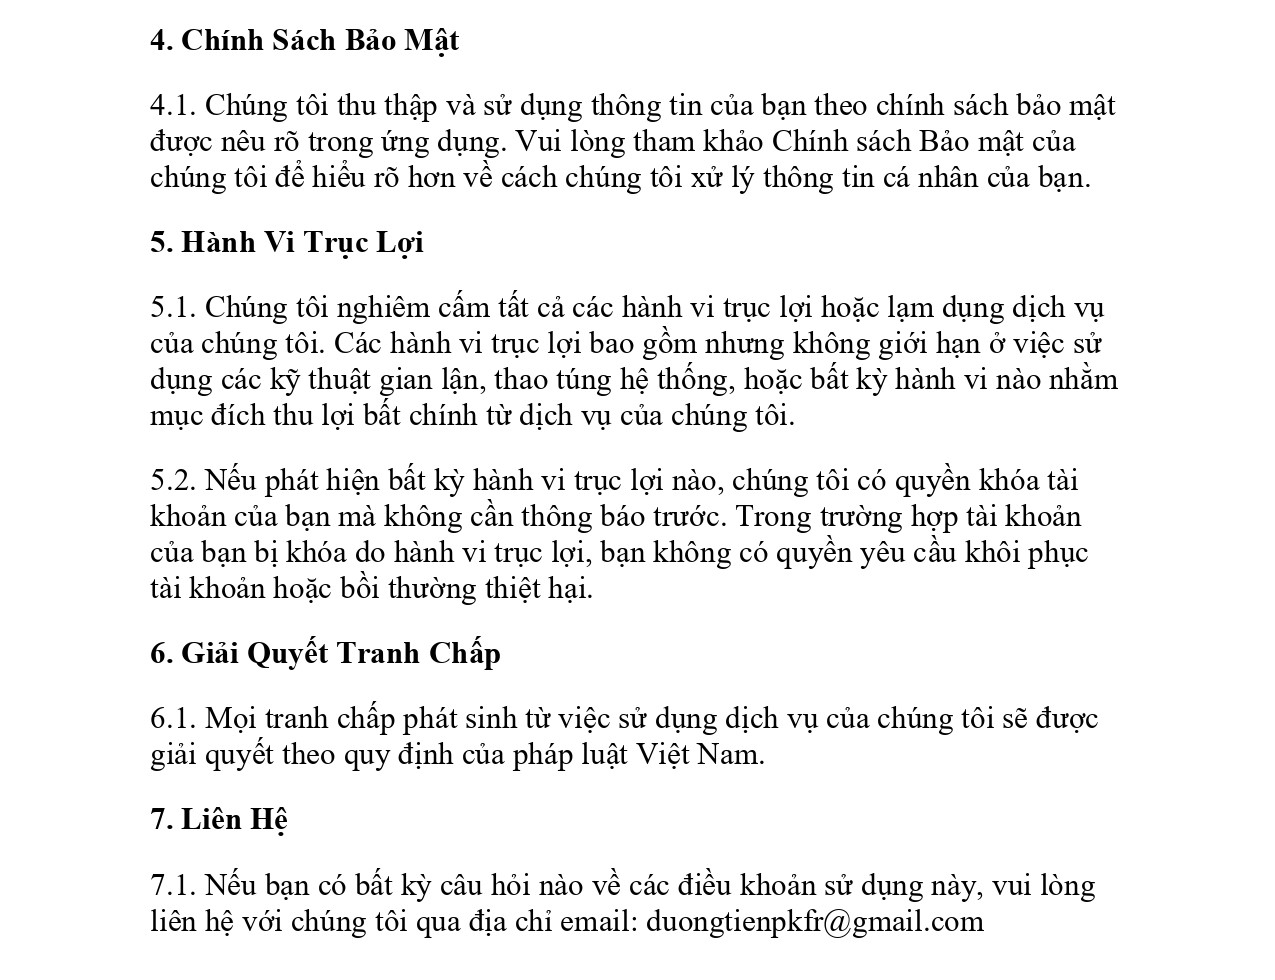 4. Chính Sách Bảo Mật
4.1. Chúng tôi thu thập và sử dụng thông tin của bạn theo chính sách bảo mật
được nêu rõ trong ứng dụng. Vui lòng tham khảo Chính sách Bảo mật của
chúng tôi để hiểu rõ hơn về cách chúng tôi xử lý thông tin cá nhân của bạn.
5. Hành Vi Trục Lợi
5.1. Chúng tôi nghiêm cấm tất cả các hành vi trục lợi hoặc lạm dụng dịch vụ
của chúng tôi. Các hành vi trục lợi bao gồm nhưng không giới hạn ở việc sử
dụng các kỹ thuật gian lận, thao túng hệ thống, hoặc bất kỳ hành vi nào nhằm
mục đích thu lợi bất chính từ dịch vụ của chúng tôi.
5.2. Nếu phát hiện bất kỳ hành vi trục lợi nào, chúng tôi có quyền khóa tài
khoản của bạn mà không cần thông báo trước. Trong trường hợp tài khoản
của bạn bị khóa do hành vi trục lợi, bạn không có quyền yêu cầu khôi phục
tài khoản hoặc bồi thường thiệt hại.
6. Giải Quyết Tranh Chấp
6.1. Mọi tranh chấp phát sinh từ việc sử dụng dịch vụ của chúng tôi sẽ được
giải quyết theo quy định của pháp luật Việt Nam.
7. Liên Hệ
7.1. Nếu bạn có bất kỳ câu hỏi nào về các điều khoản sử dụng này, vui lòng
liên hệ với chúng tôi qua địa chỉ email: duongtienpkfr@gmail.com